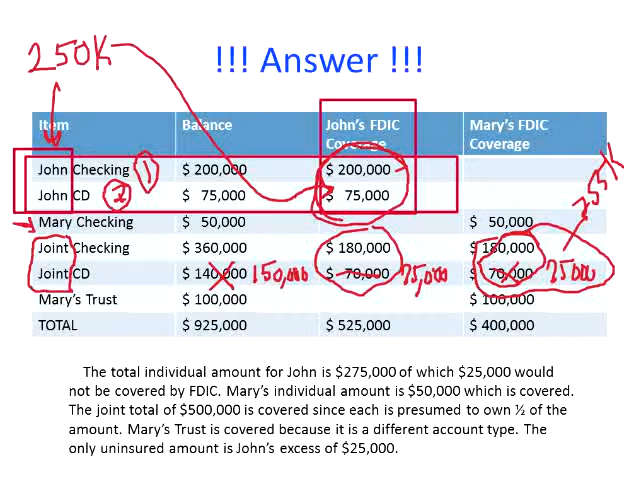 250K
!!! Answer !!!
Item Balance John's FDIC Coverage Mary's FDIC Coverage
John Checking 1 $ 200,000 $ 200,000
John CD 2 $ 75,000 $ 75,000
Mary Checking $ 50,000 $ 50,000
Joint Checking $ 360,000 $ 180,000 $ 180,000
Joint CD $ 140,000 150,000 $ 70,000 75,000 $ 70,000 75000
Mary's Trust $ 100,000 $ 100,000
TOTAL $ 925,000 $ 525,000 $ 400,000
The total individual amount for John is $275,000 of which $25,000 would
not be covered by FDIC. Mary's individual amount is $50,000 which is covered.
The joint total of $500,000 is covered since each is presumed to own ½ of the
amount. Mary's Trust is covered because it is a different account type. The
only uninsured amount is John's excess of $25,000.